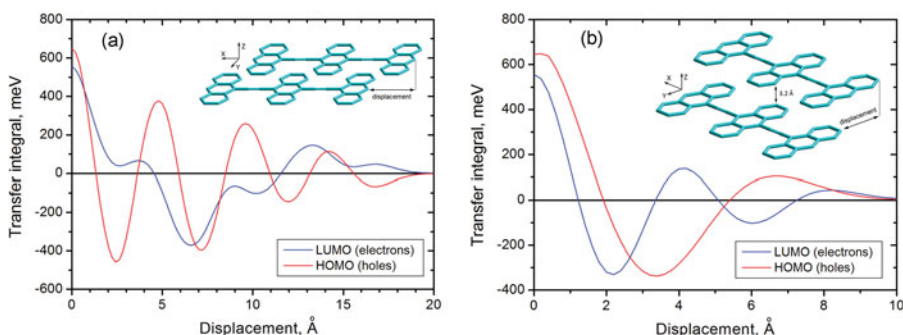 (a)
800
600
400
200
0
-200
-400
-600
Transfer integral, meV
X
Z
Y
displacement
LUMO (electrons)
HOMO (holes)
0 5 10 15 20
Displacement, Å
(b)
800
600
400
200
0
-200
-400
Transfer integral, meV
X
Z
Y
3.2 Å
displacement
LUMO (electrons)
HOMO (holes)
0 2 4 6 8 10
Displacement, Å